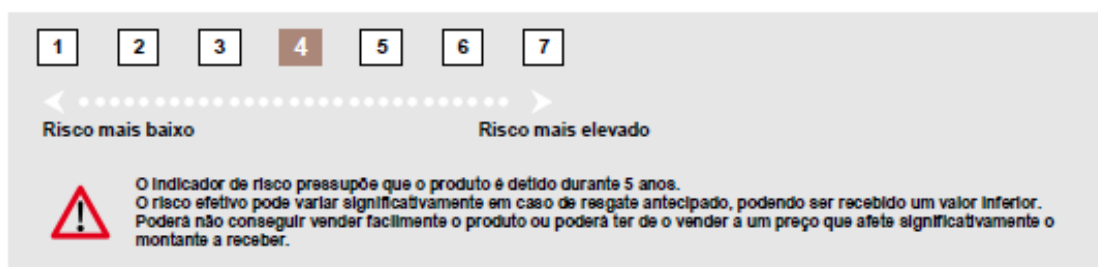 1 2 3 4 5 6 7
Risco mais baixo Risco mais elevado
O indicador de risco pressupõe que o produto é detido durante 5 anos.
O risco efetivo pode variar significativamente em caso de resgate antecipado, podendo ser recebido um valor inferior.
Poderá não conseguir vender facilmente o produto ou poderá ter de o vender a um preço que afete significativamente o
montante a receber.